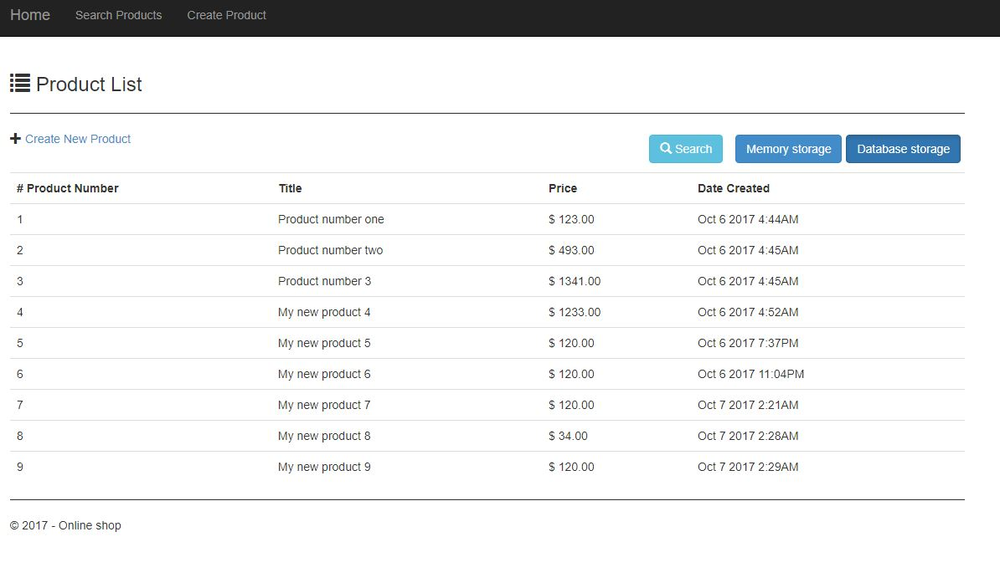 Home Search Products Create Product
Product List
Create New Product
Search Memory storage Database storage
# Product Number Title Price Date Created
1 Product number one $ 123.00 Oct 6 2017 4:44AM
2 Product number two $ 493.00 Oct 6 2017 4:45AM
3 Product number 3 $ 1341.00 Oct 6 2017 4:45AM
4 My new product 4 $ 1233.00 Oct 6 2017 4:52AM
5 My new product 5 $ 120.00 Oct 6 2017 7:37PM
6 My new product 6 $ 120.00 Oct 6 2017 11:04PM
7 My new product 7 $ 120.00 Oct 7 2017 2:21AM
8 My new product 8 $ 34.00 Oct 7 2017 2:28AM
9 My new product 9 $ 120.00 Oct 7 2017 2:29AM
© 2017 - Online shop